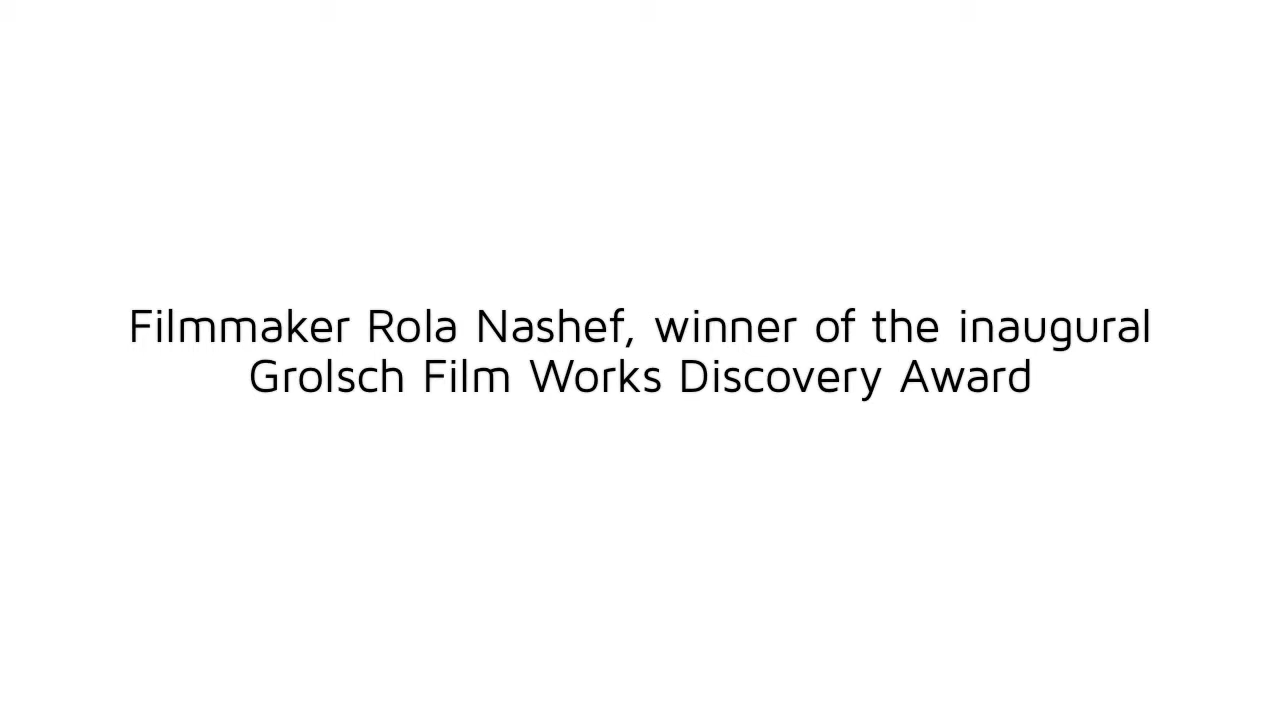 Filmmaker Rola Nashef, winner of the inaugural
Grolsch Film Works Discovery Award